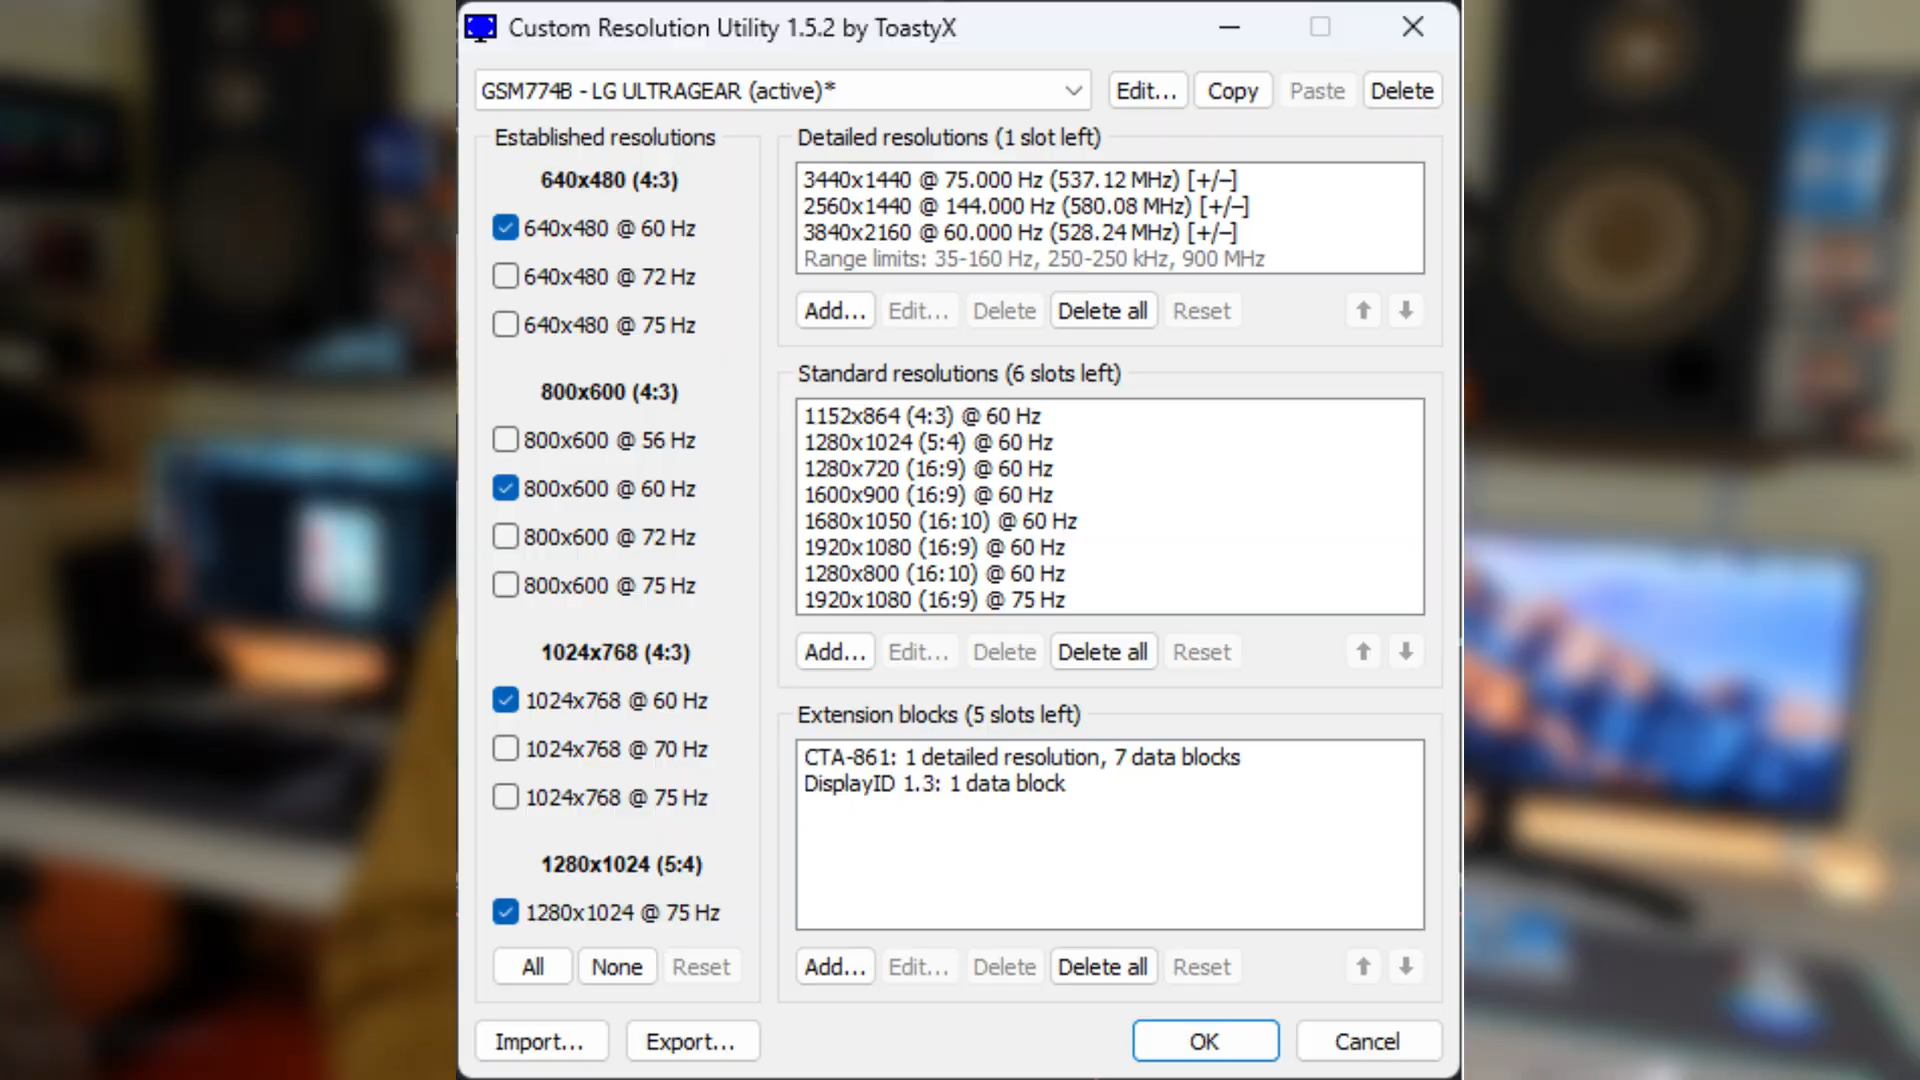 Custom Resolution Utility 1.5.2 by ToastyX
GSM774B - LG ULTRAGEAR (active)*
Edit...
Copy
Paste
Delete
Established resolutions
640x480 (4:3)
640x480 @ 60 Hz
640x480 @ 72 Hz
640x480 @ 75 Hz
800x600 (4:3)
800x600 @ 56 Hz
800x600 @ 60 Hz
800x600 @ 72 Hz
800x600 @ 75 Hz
1024x768 (4:3)
1024x768 @ 60 Hz
1024x768 @ 70 Hz
1024x768 @ 75 Hz
1280x1024 (5:4)
1280x1024 @ 75 Hz
All
None
Reset
Detailed resolutions (1 slot left)
3440x1440 @ 75.000 Hz (537.12 MHz) [+/-]
2560x1440 @ 144.000 Hz (580.08 MHz) [+/-]
3840x2160 @ 60.000 Hz (528.24 MHz) [+/-]
Range limits: 35-160 Hz, 250-250 kHz, 900 MHz
Add...
Edit...
Delete
Delete all
Reset
Standard resolutions (6 slots left)
1152x864 (4:3) @ 60 Hz
1280x1024 (5:4) @ 60 Hz
1280x720 (16:9) @ 60 Hz
1600x900 (16:9) @ 60 Hz
1680x1050 (16:10) @ 60 Hz
1920x1080 (16:9) @ 60 Hz
1280x800 (16:10) @ 60 Hz
1920x1080 (16:9) @ 75 Hz
Add...
Edit...
Delete
Delete all
Reset
Extension blocks (5 slots left)
CTA-861: 1 detailed resolution, 7 data blocks
DisplayID 1.3: 1 data block
Add...
Edit...
Delete
Delete all
Reset
Import...
Export...
OK
Cancel